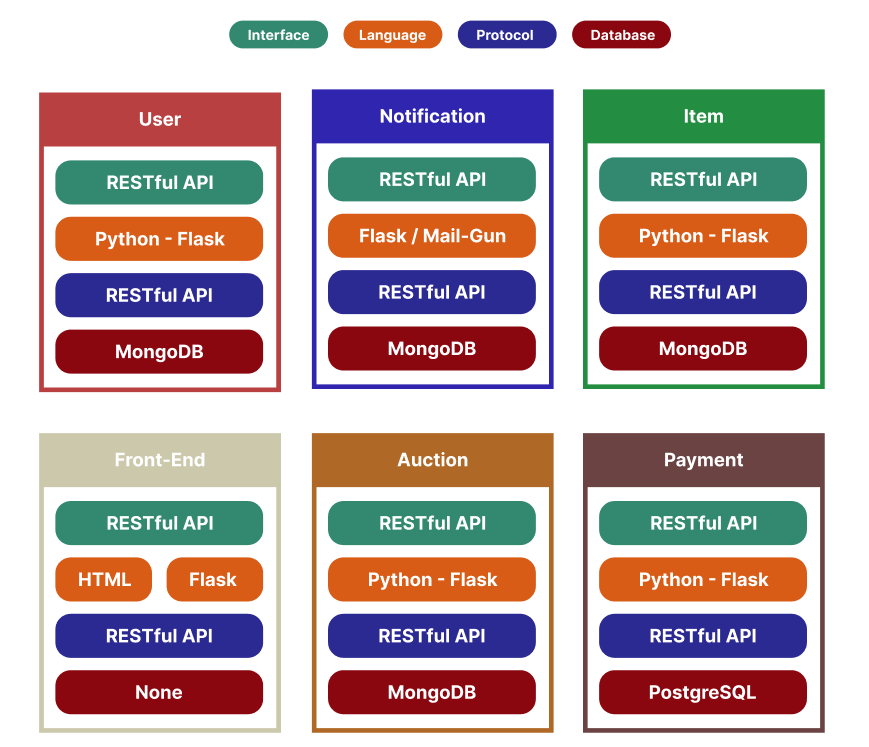 Interface Language Protocol Database
User
RESTful API
Python - Flask
RESTful API
MongoDB
Notification
RESTful API
Flask / Mail-Gun
RESTful API
MongoDB
Item
RESTful API
Python - Flask
RESTful API
MongoDB
Front-End
RESTful API
HTML Flask
RESTful API
None
Auction
RESTful API
Python - Flask
RESTful API
MongoDB
Payment
RESTful API
Python - Flask
RESTful API
PostgreSQL